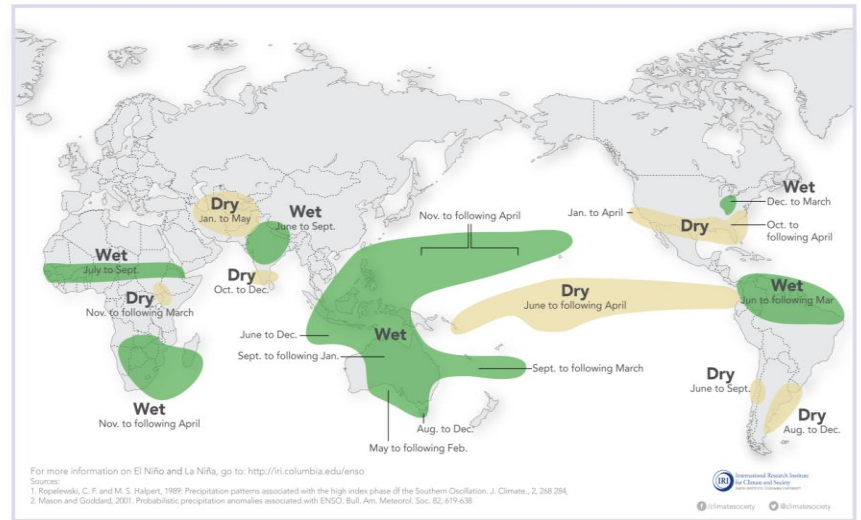 Dry
Jan. to May
Wet
June to Sept.
Nov. to following April
Jan. to April
Wet
Dec. to March
Dry
Oct. to
following April
Wet
July to Sept.
Dry
Oct. to Dec.
Dry
Nov. to following March
Dry
June to following April
Wet
Jun to following Mar
June to Dec.
Wet
Sept. to following Jan.
Sept. to following March
Dry
June to Sept.
Wet
Nov. to following April
Aug. to Dec.
Dry
Aug. to Dec.
May to following Feb.
For more information on El Niño and La Niña, go to: http://iri.columbia.edu/enso
Sources:
1. Ropelewski, C. F. and M. S. Halpert, 1989: Precipitation patterns associated with the high index phase of the Southern Oscillation. J. Climate., 2, 268 284,
2. Mason and Goddard, 2001. Probabilistic precipitation anomalies associated with ENSO. Bull. Am. Meteorol. Soc. 82, 619-638
IRI
International Research Institute
for Climate and Society
/climatesociety
@climatesociety